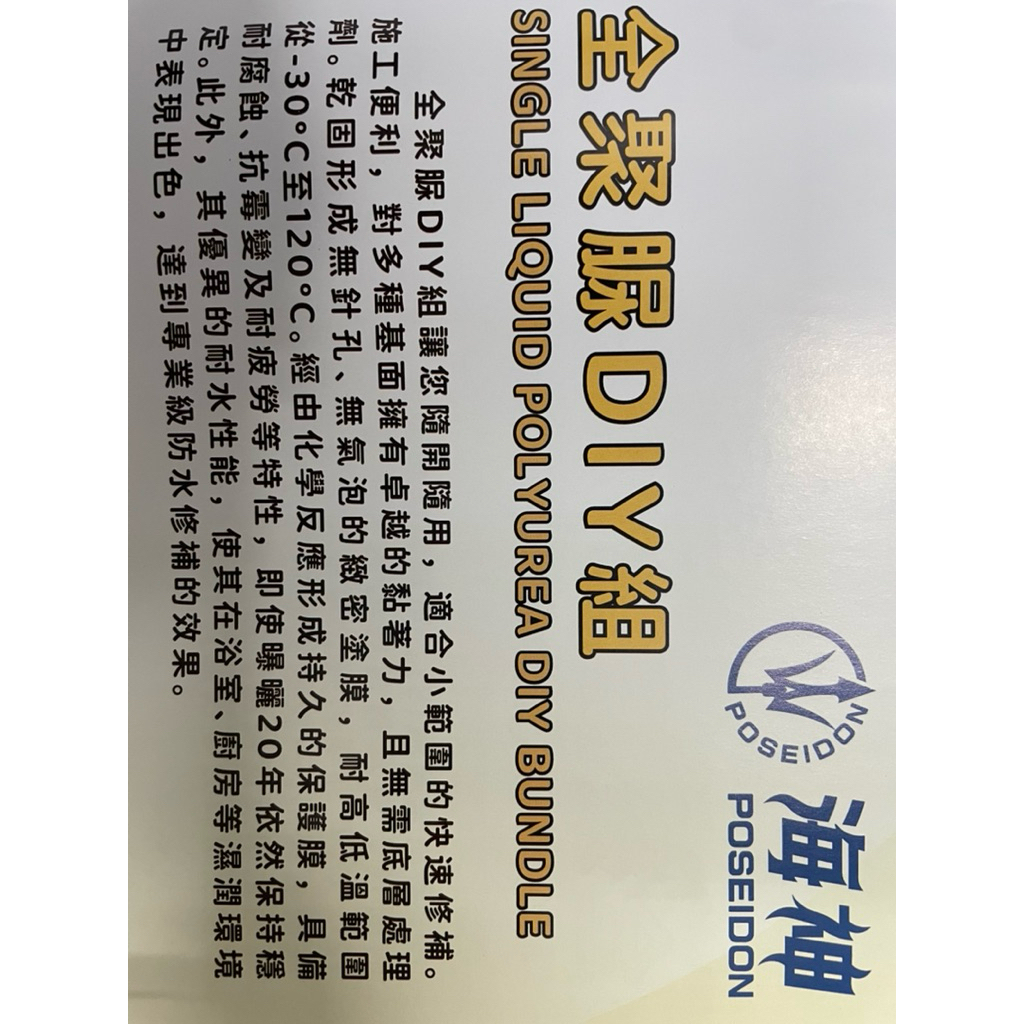 POSEIDON
海神
POSEIDON
全聚脲DIY組
SINGLE LIQUID POLYUREA DIY BUNDLE
全聚脲DIY組讓您隨開隨用，適合小範圍的快速修補。
施工便利，對多種基面擁有卓越的黏著力，且無需底層處理
劑。乾固形成無針孔、無氣泡的緻密塗膜，耐高低溫範圍
從-30°C至120°C。經由化學反應形成持久的保護膜，具備
耐腐蝕、抗霉變及耐疲勞等特性，即使曝曬20年依然保持穩
定。此外，其優異的耐水性能，使其在浴室、廚房等濕潤環境
中表現出色，達到專業級防水修補的效果。